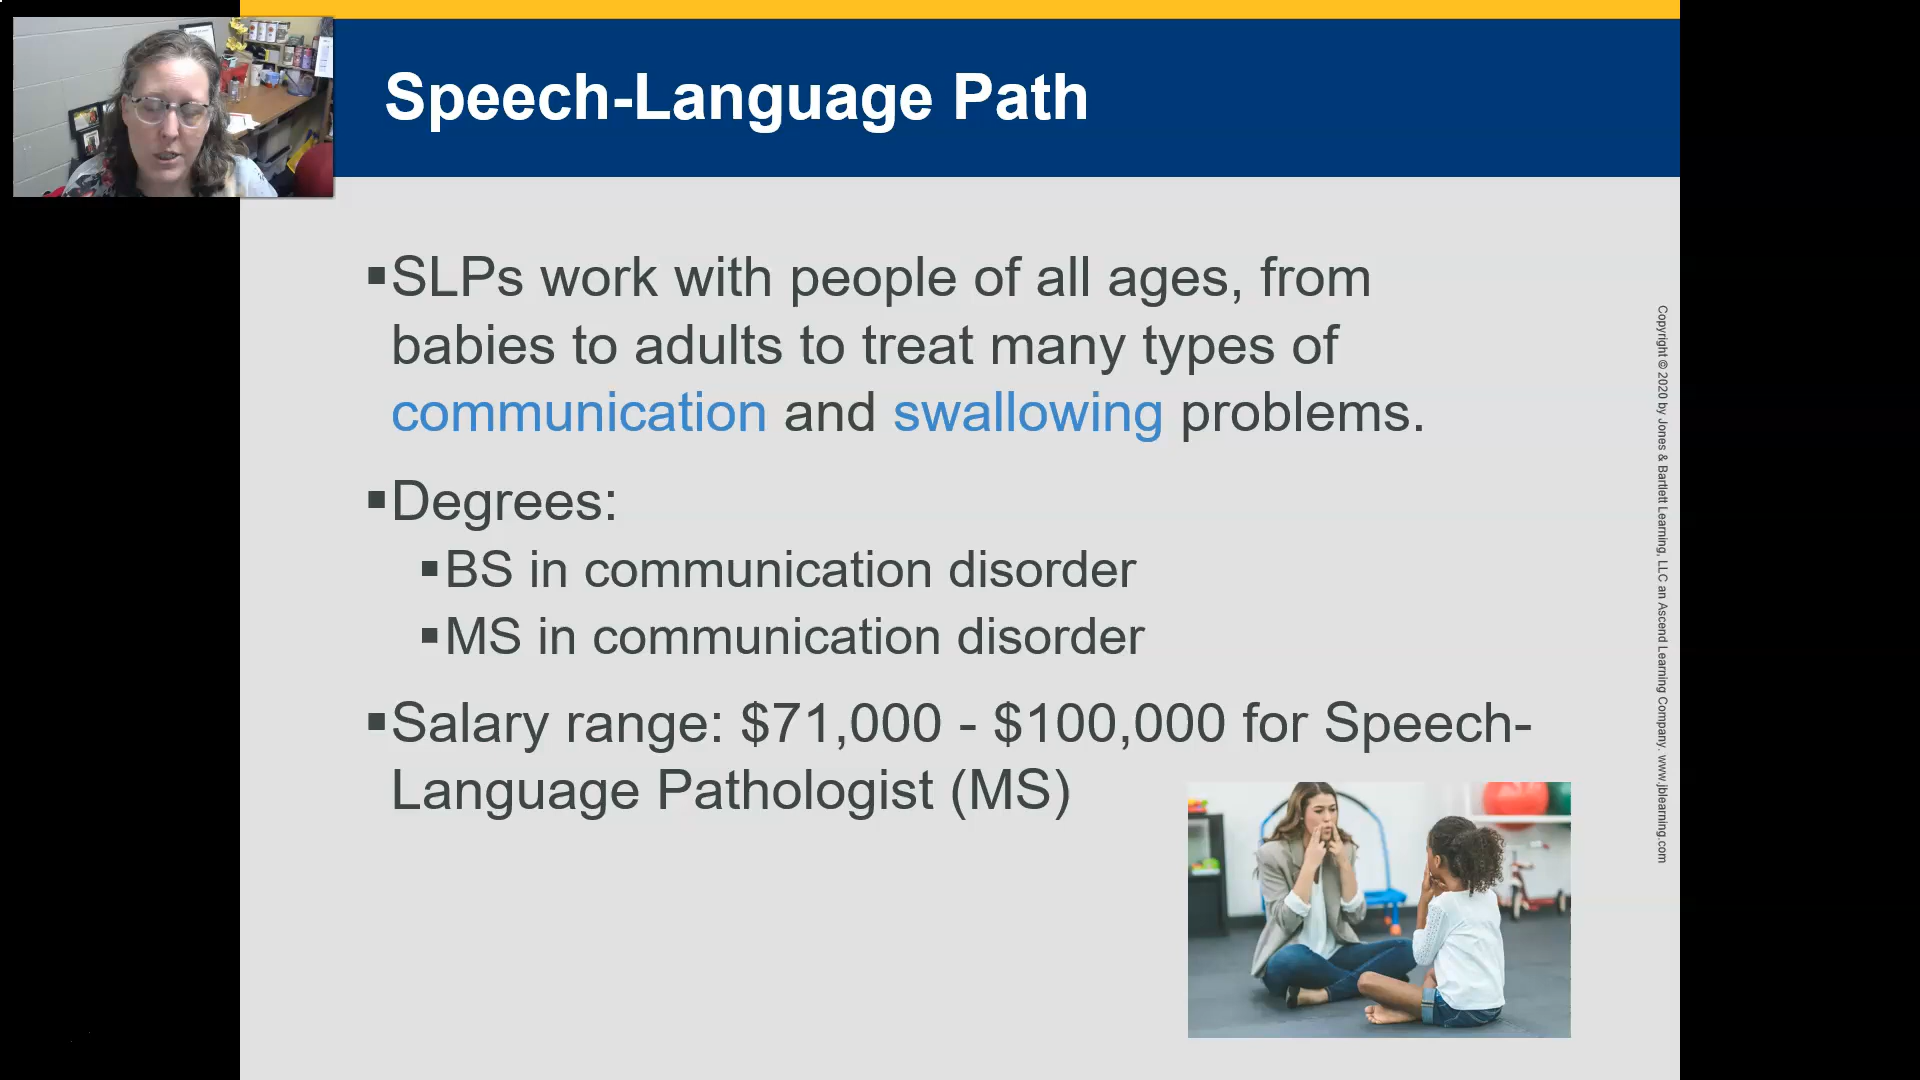 Speech-Language Path
▪SLPs work with people of all ages, from
babies to adults to treat many types of
communication and swallowing problems.
▪Degrees:
▪BS in communication disorder
▪MS in communication disorder
▪Salary range: $71,000 - $100,000 for Speech-
Language Pathologist (MS)
Copyright © 2020 by Jones & Bartlett Learning, LLC an Ascend Learning Company. www.jblearning.com